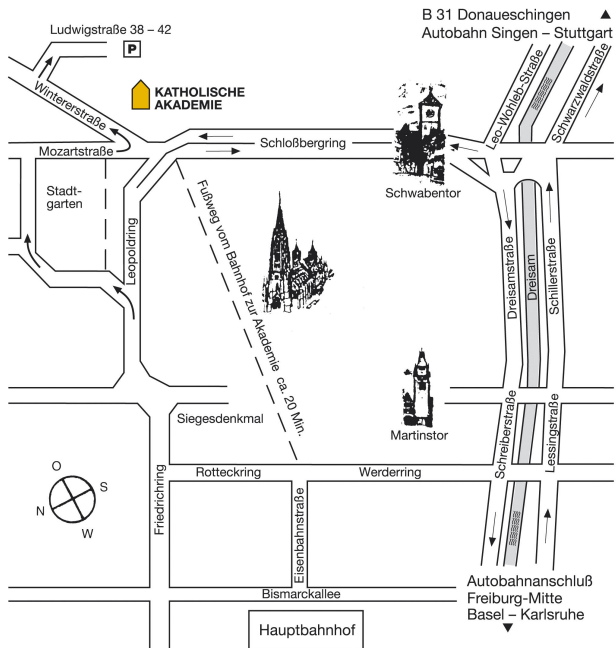 B 31 Donaueschingen ▲
Autobahn Singen – Stuttgart
Ludwigstraße 38 – 42
P
Wintererstraße
KATHOLISCHE
AKADEMIE
Leo-Wohleb-Straße
Schwarzwaldstraße
Mozartstraße
Schloßbergring
Schwabentor
Stadt-
garten
Leopoldring
Fußweg vom Bahnhof zur Akademie ca. 20 Min.
Dreisamstraße
Dreisam
Schillerstraße
Siegesdenkmal
Martinstor
Schreiberstraße
Lessingstraße
Rotteckring
Werderring
O
S
N
W
Friedrichring
Eisenbahnstraße
Bismarckallee
Hauptbahnhof
Autobahnanschluß
Freiburg-Mitte
Basel – Karlsruhe
▼